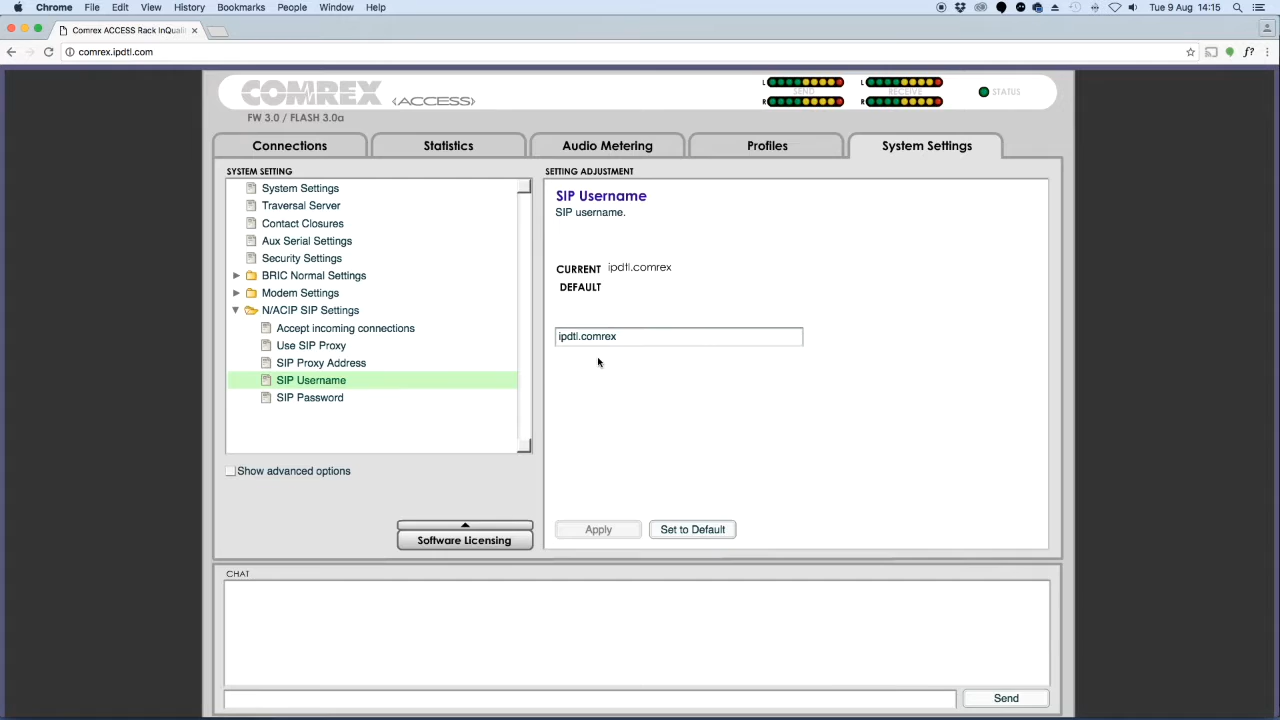 Chrome File Edit View History Bookmarks People Window Help Tue 9 Aug 14:15
Comrex ACCESS Rack InQuali
comrex.ipdtl.com f?
COMREX (ACCESS)
FW 3.0 / FLASH 3.0a
L SEND
R
L RECEIVE
R
STATUS
Connections Statistics Audio Metering Profiles System Settings
SYSTEM SETTING
System Settings
Traversal Server
Contact Closures
Aux Serial Settings
Security Settings
BRIC Normal Settings
Modem Settings
N/ACIP SIP Settings
Accept incoming connections
Use SIP Proxy
SIP Proxy Address
SIP Username
SIP Password
Show advanced options
Software Licensing
SETTING ADJUSTMENT
SIP Username
SIP username.
CURRENT ipdtl.comrex
DEFAULT
ipdtl.comrex
Apply Set to Default
CHAT
Send